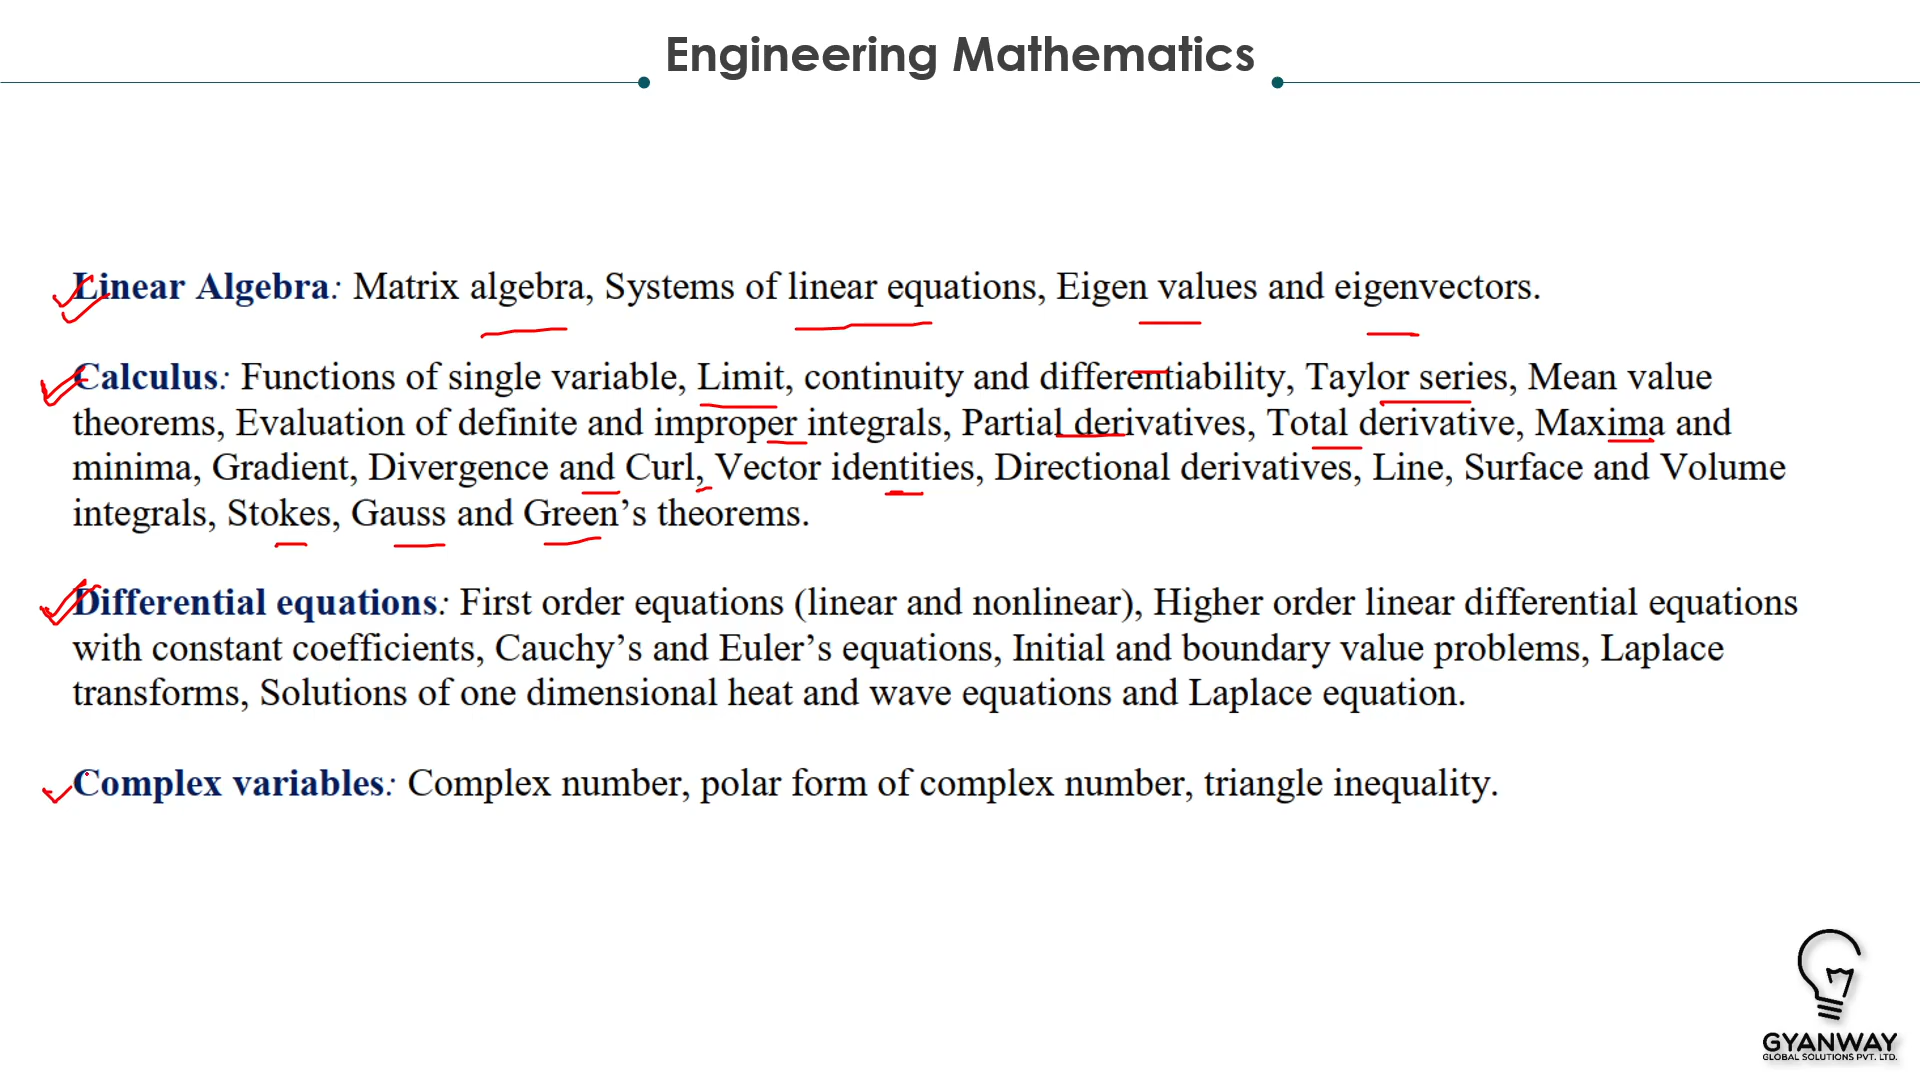 Engineering Mathematics
Linear Algebra: Matrix algebra, Systems of linear equations, Eigen values and eigenvectors.
Calculus: Functions of single variable, Limit, continuity and differentiability, Taylor series, Mean value
theorems, Evaluation of definite and improper integrals, Partial derivatives, Total derivative, Maxima and
minima, Gradient, Divergence and Curl, Vector identities, Directional derivatives, Line, Surface and Volume
integrals, Stokes, Gauss and Green’s theorems.
Differential equations: First order equations (linear and nonlinear), Higher order linear differential equations
with constant coefficients, Cauchy’s and Euler’s equations, Initial and boundary value problems, Laplace
transforms, Solutions of one dimensional heat and wave equations and Laplace equation.
Complex variables: Complex number, polar form of complex number, triangle inequality.
GYANWAY
GLOBAL SOLUTIONS PVT. LTD.